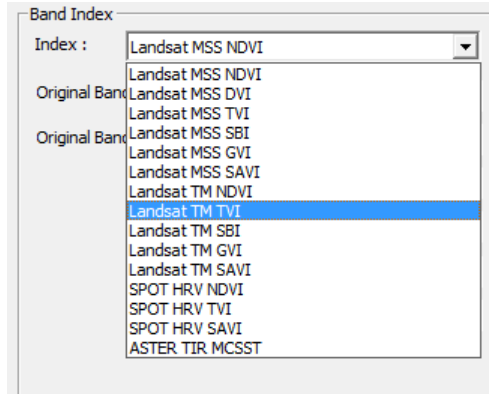 Band Index
Index : Landsat MSS NDVI
Landsat MSS NDVI
Original Band Landsat MSS DVI
Landsat MSS TVI
Original Band Landsat MSS SBI
Landsat MSS GVI
Landsat MSS SAVI
Landsat TM NDVI
Landsat TM TVI
Landsat TM SBI
Landsat TM GVI
Landsat TM SAVI
SPOT HRV NDVI
SPOT HRV TVI
SPOT HRV SAVI
ASTER TIR MCSST